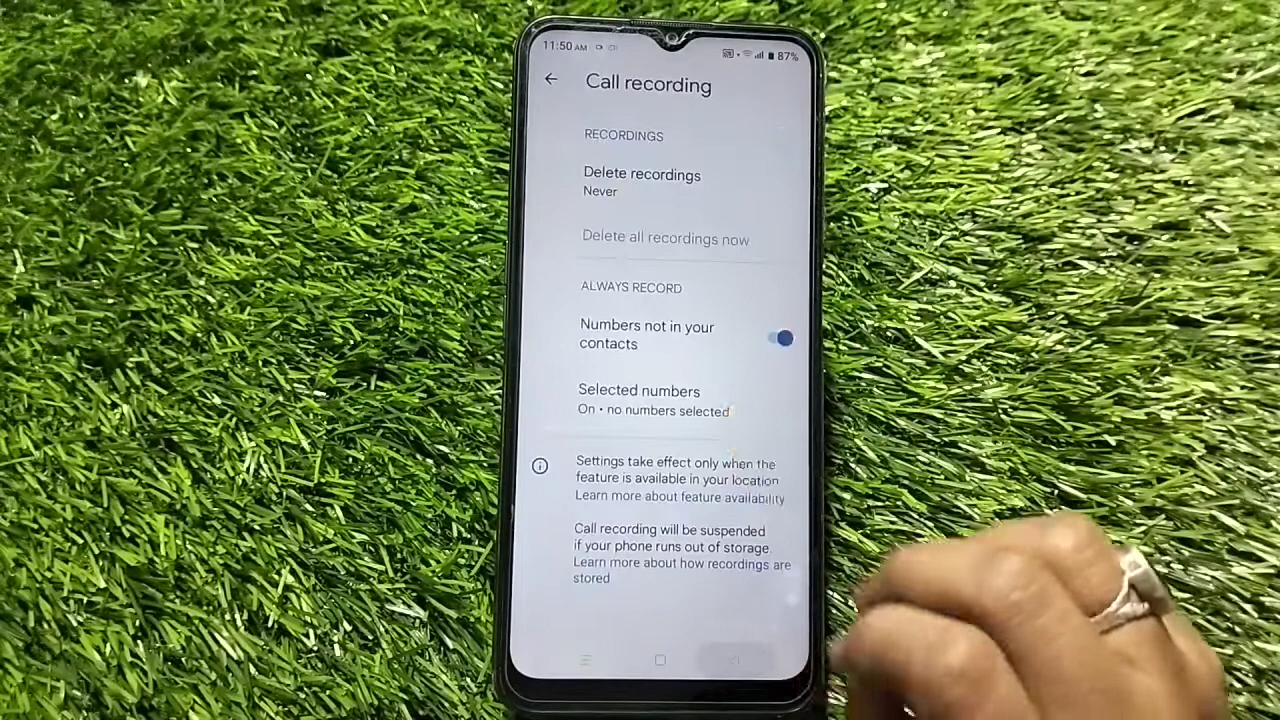 11:50 AM
87%
Call recording
RECORDINGS
Delete recordings
Never
Delete all recordings now
ALWAYS RECORD
Numbers not in your
contacts
Selected numbers
On • no numbers selected
Settings take effect only when the
feature is available in your location
Learn more about feature availability
Call recording will be suspended
if your phone runs out of storage.
Learn more about how recordings are
stored